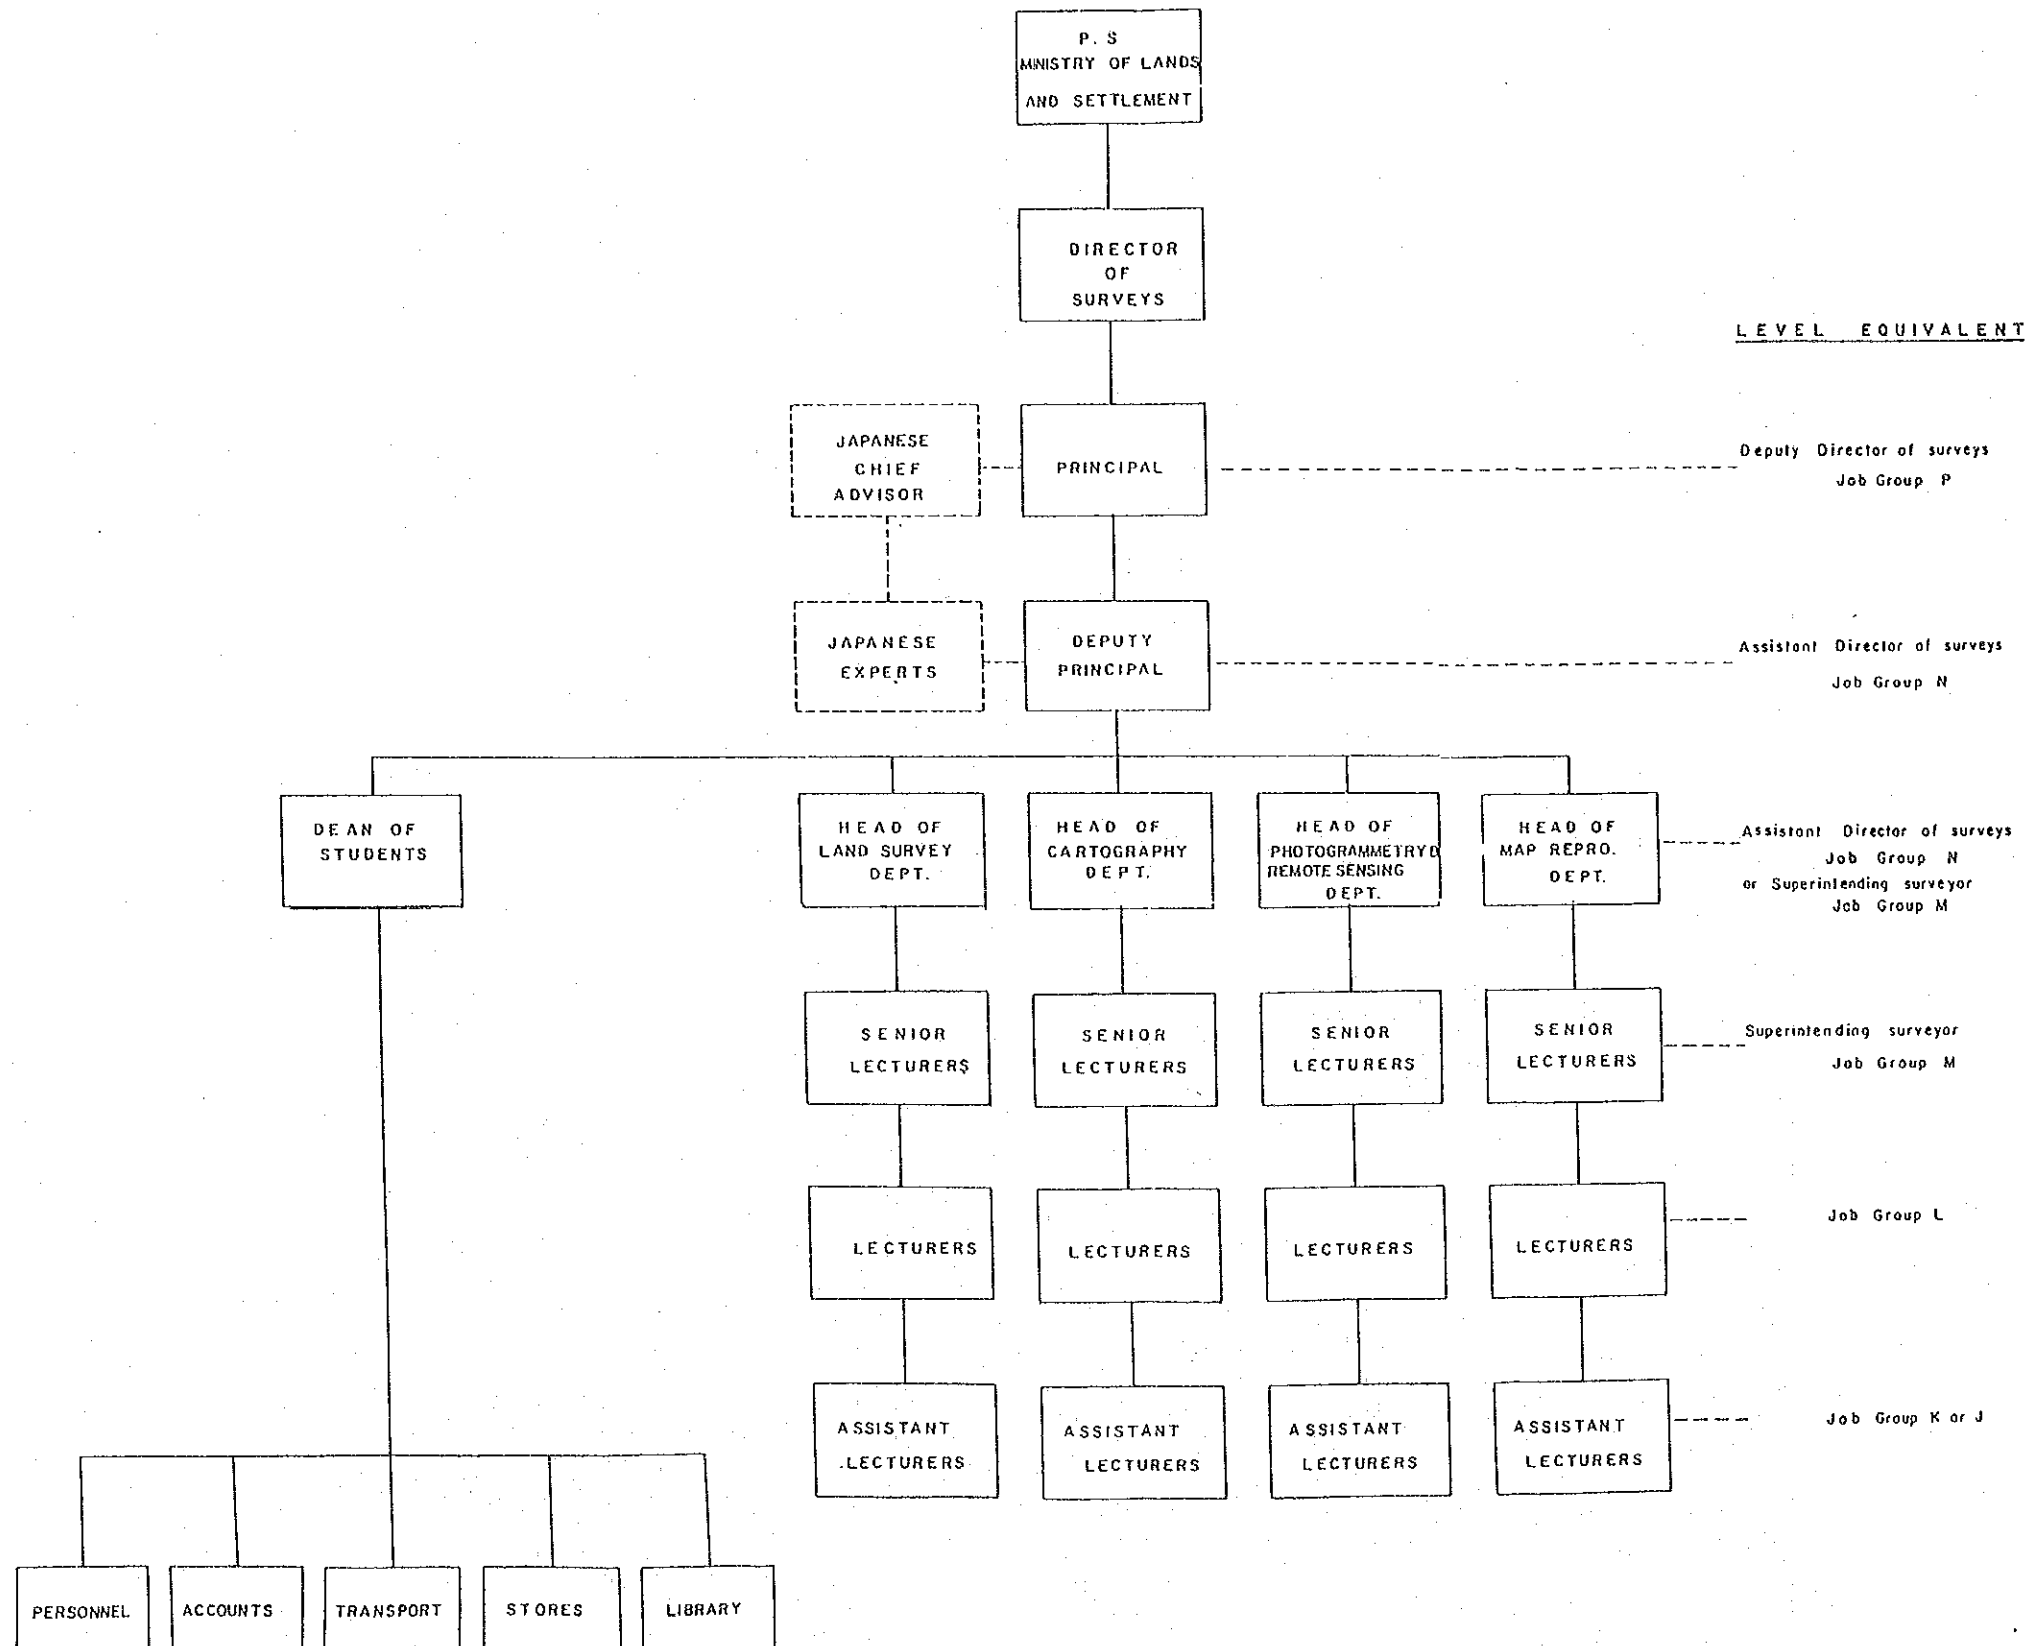 P. S
MINISTRY OF LANDS
AND SETTLEMENT
DIRECTOR
OF
SURVEYS
LEVEL EQUIVALENT
JAPANESE
CHIEF
ADVISOR
PRINCIPAL
Deputy Director of surveys
Job Group P
JAPANESE
EXPERTS
DEPUTY
PRINCIPAL
Assistant Director of surveys
Job Group N
DEAN OF
STUDENTS
HEAD OF
LAND SURVEY
DEPT.
HEAD OF
CARTOGRAPHY
DEPT.
HEAD OF
PHOTOGRAMMETRY
REMOTE SENSING
DEPT.
HEAD OF
MAP REPRO.
DEPT.
Assistant Director of surveys
Job Group N
or Superintending surveyor
Job Group M
SENIOR
LECTURERS
SENIOR
LECTURERS
SENIOR
LECTURERS
SENIOR
LECTURERS
Superintending surveyor
Job Group M
LECTURERS
LECTURERS
LECTURERS
LECTURERS
Job Group L
ASSISTANT
LECTURERS
ASSISTANT
LECTURERS
ASSISTANT
LECTURERS
ASSISTANT
LECTURERS
Job Group K or J
PERSONNEL
ACCOUNTS
TRANSPORT
STORES
LIBRARY